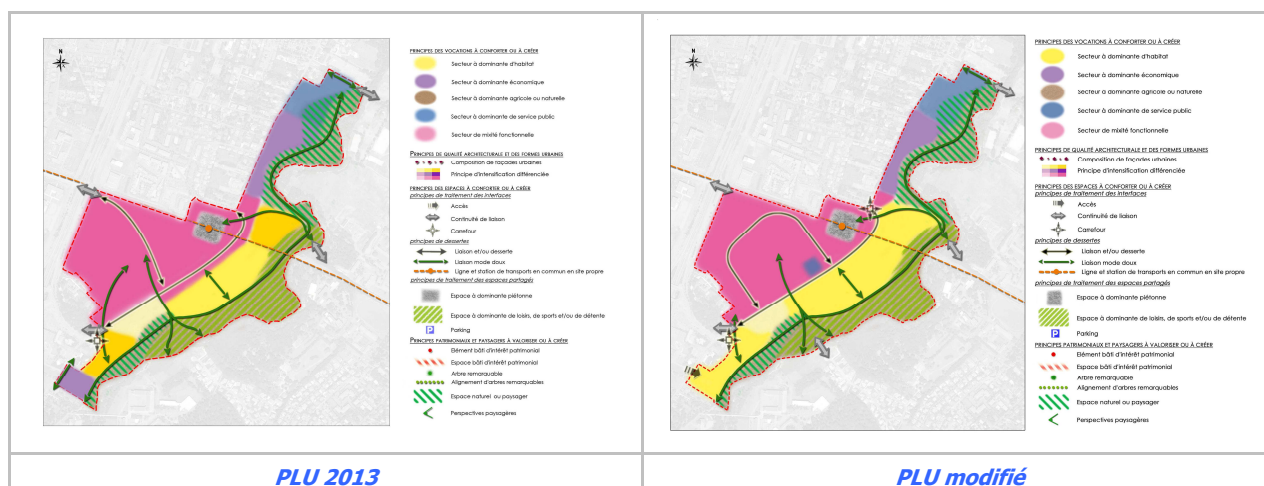 N
PRINCIPES DES VOCATIONS À CONFORTER OU À CRÉER
Secteur à dominante d'habitat
Secteur à dominante économique
Secteur à dominante agricole ou naturelle
Secteur à dominante de service public
Secteur de mixité fonctionnelle
PRINCIPES DE QUALITÉ ARCHITECTURALE ET DES FORMES URBAINES
Composition de façades urbaines
Principe d'intensification différenciée
PRINCIPES DES ESPACES À CONFORTER OU À CRÉER
principes de traitement des interfaces
Accès
Continuité de liaison
Carrefour
principes de dessertes
Liaison et/ou desserte
Liaison mode doux
Ligne et station de transports en commun en site propre
principes de traitement des espaces partagés
Espace à dominante piétonne
Espace à dominante de loisirs, de sports et/ou de détente
P Parking
PRINCIPES PATRIMONIAUX ET PAYSAGERS À VALORISER OU À CRÉER
Elément bâti d'intérêt patrimonial
Espace bâti d'intérêt patrimonial
Arbre remarquable
Alignement d'arbres remarquables
Espace naturel ou paysager
Perspectives paysagères
PLU 2013
N
PRINCIPES DES VOCATIONS À CONFORTER OU À CRÉER
Secteur à dominante d'habitat
Secteur à dominante économique
Secteur à dominante agricole ou naturelle
Secteur à dominante de service public
Secteur de mixité fonctionnelle
PRINCIPES DE QUALITÉ ARCHITECTURALE ET DES FORMES URBAINES
Composition de façades urbaines
Principe d'intensification différenciée
PRINCIPES DES ESPACES À CONFORTER OU À CRÉER
principes de traitement des interfaces
Accès
Continuité de liaison
Carrefour
principes de dessertes
Liaison et/ou desserte
Liaison mode doux
Ligne et station de transports en commun en site propre
principes de traitement des espaces partagés
Espace à dominante piétonne
Espace à dominante de loisirs, de sports et/ou de détente
P Parking
PRINCIPES PATRIMONIAUX ET PAYSAGERS À VALORISER OU À CRÉER
Elément bâti d'intérêt patrimonial
Espace bâti d'intérêt patrimonial
Arbre remarquable
Alignement d'arbres remarquables
Espace naturel ou paysager
Perspectives paysagères
PLU modifié